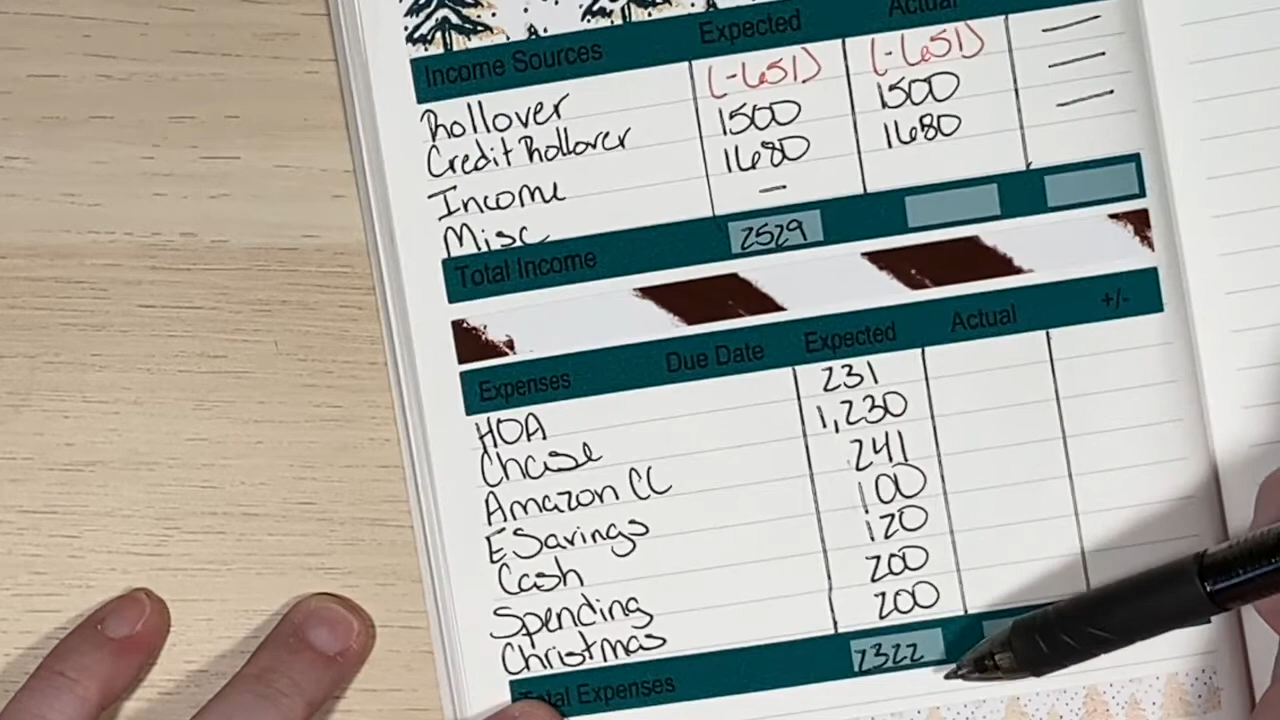 Expected Actual
Income Sources
Rollover (-651) (-651) —
Credit Rollover 1500 1500 —
Income 1680 1680 —
Misc —
Total Income 2529
Expenses Due Date Expected Actual +/-
HOA 231
Chase 1,230
Amazon CC 241
ESavings 100
Cash 120
Spending 200
Christmas 200
Total Expenses 2322